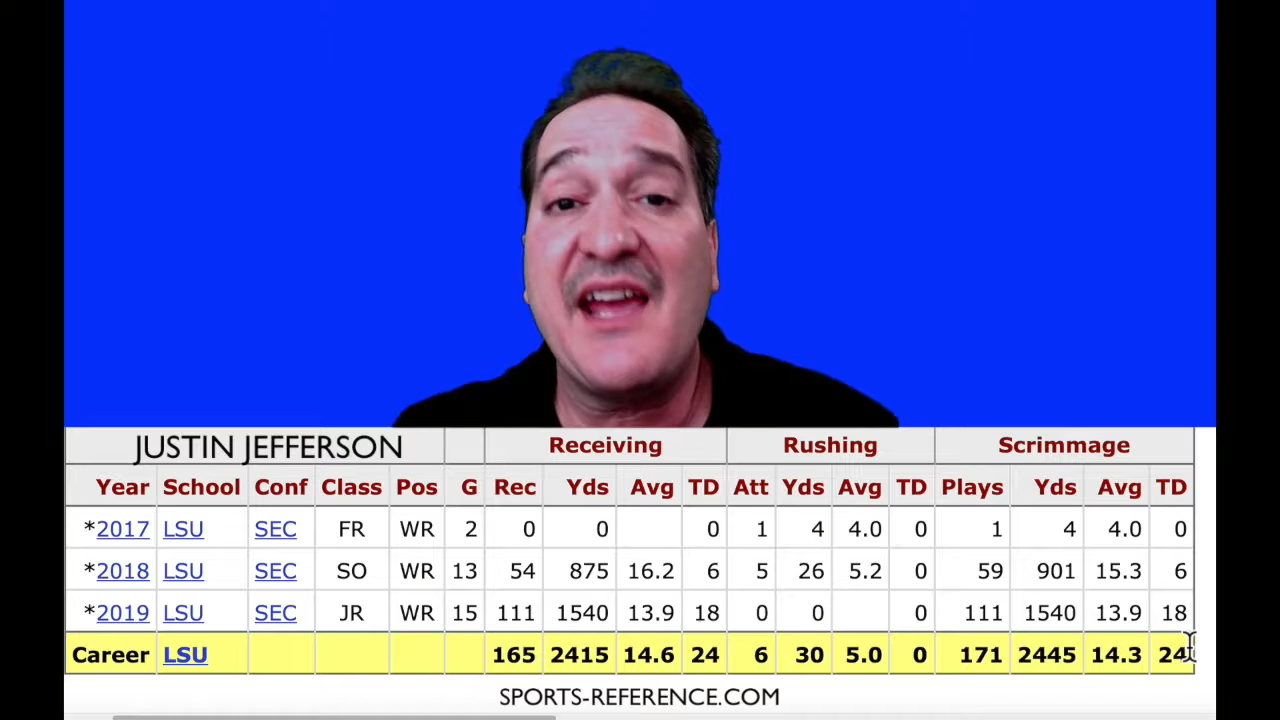 JUSTIN JEFFERSON Receiving Rushing Scrimmage
Year School Conf Class Pos G Rec Yds Avg TD Att Yds Avg TD Plays Yds Avg TD
*2017 LSU SEC FR WR 2 0 0 0 1 4 4.0 0 1 4 4.0 0
*2018 LSU SEC SO WR 13 54 875 16.2 6 5 26 5.2 0 59 901 15.3 6
*2019 LSU SEC JR WR 15 111 1540 13.9 18 0 0 0 111 1540 13.9 18
Career LSU 165 2415 14.6 24 6 30 5.0 0 171 2445 14.3 24
SPORTS-REFERENCE.COM